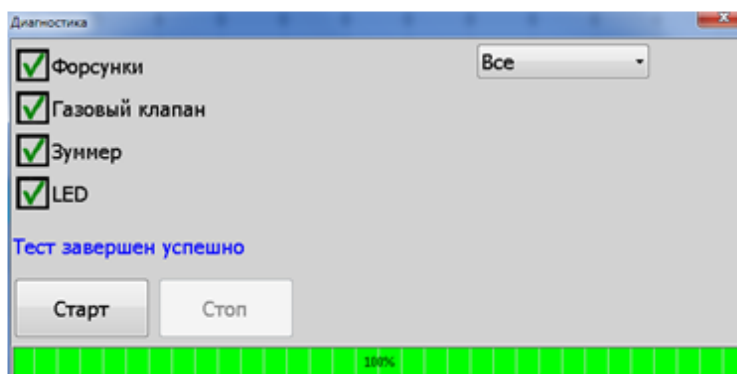 Диагностика
Форсунки
Все
Газовый клапан
Зуммер
LED
Тест завершен успешно
Старт
Стоп
100%